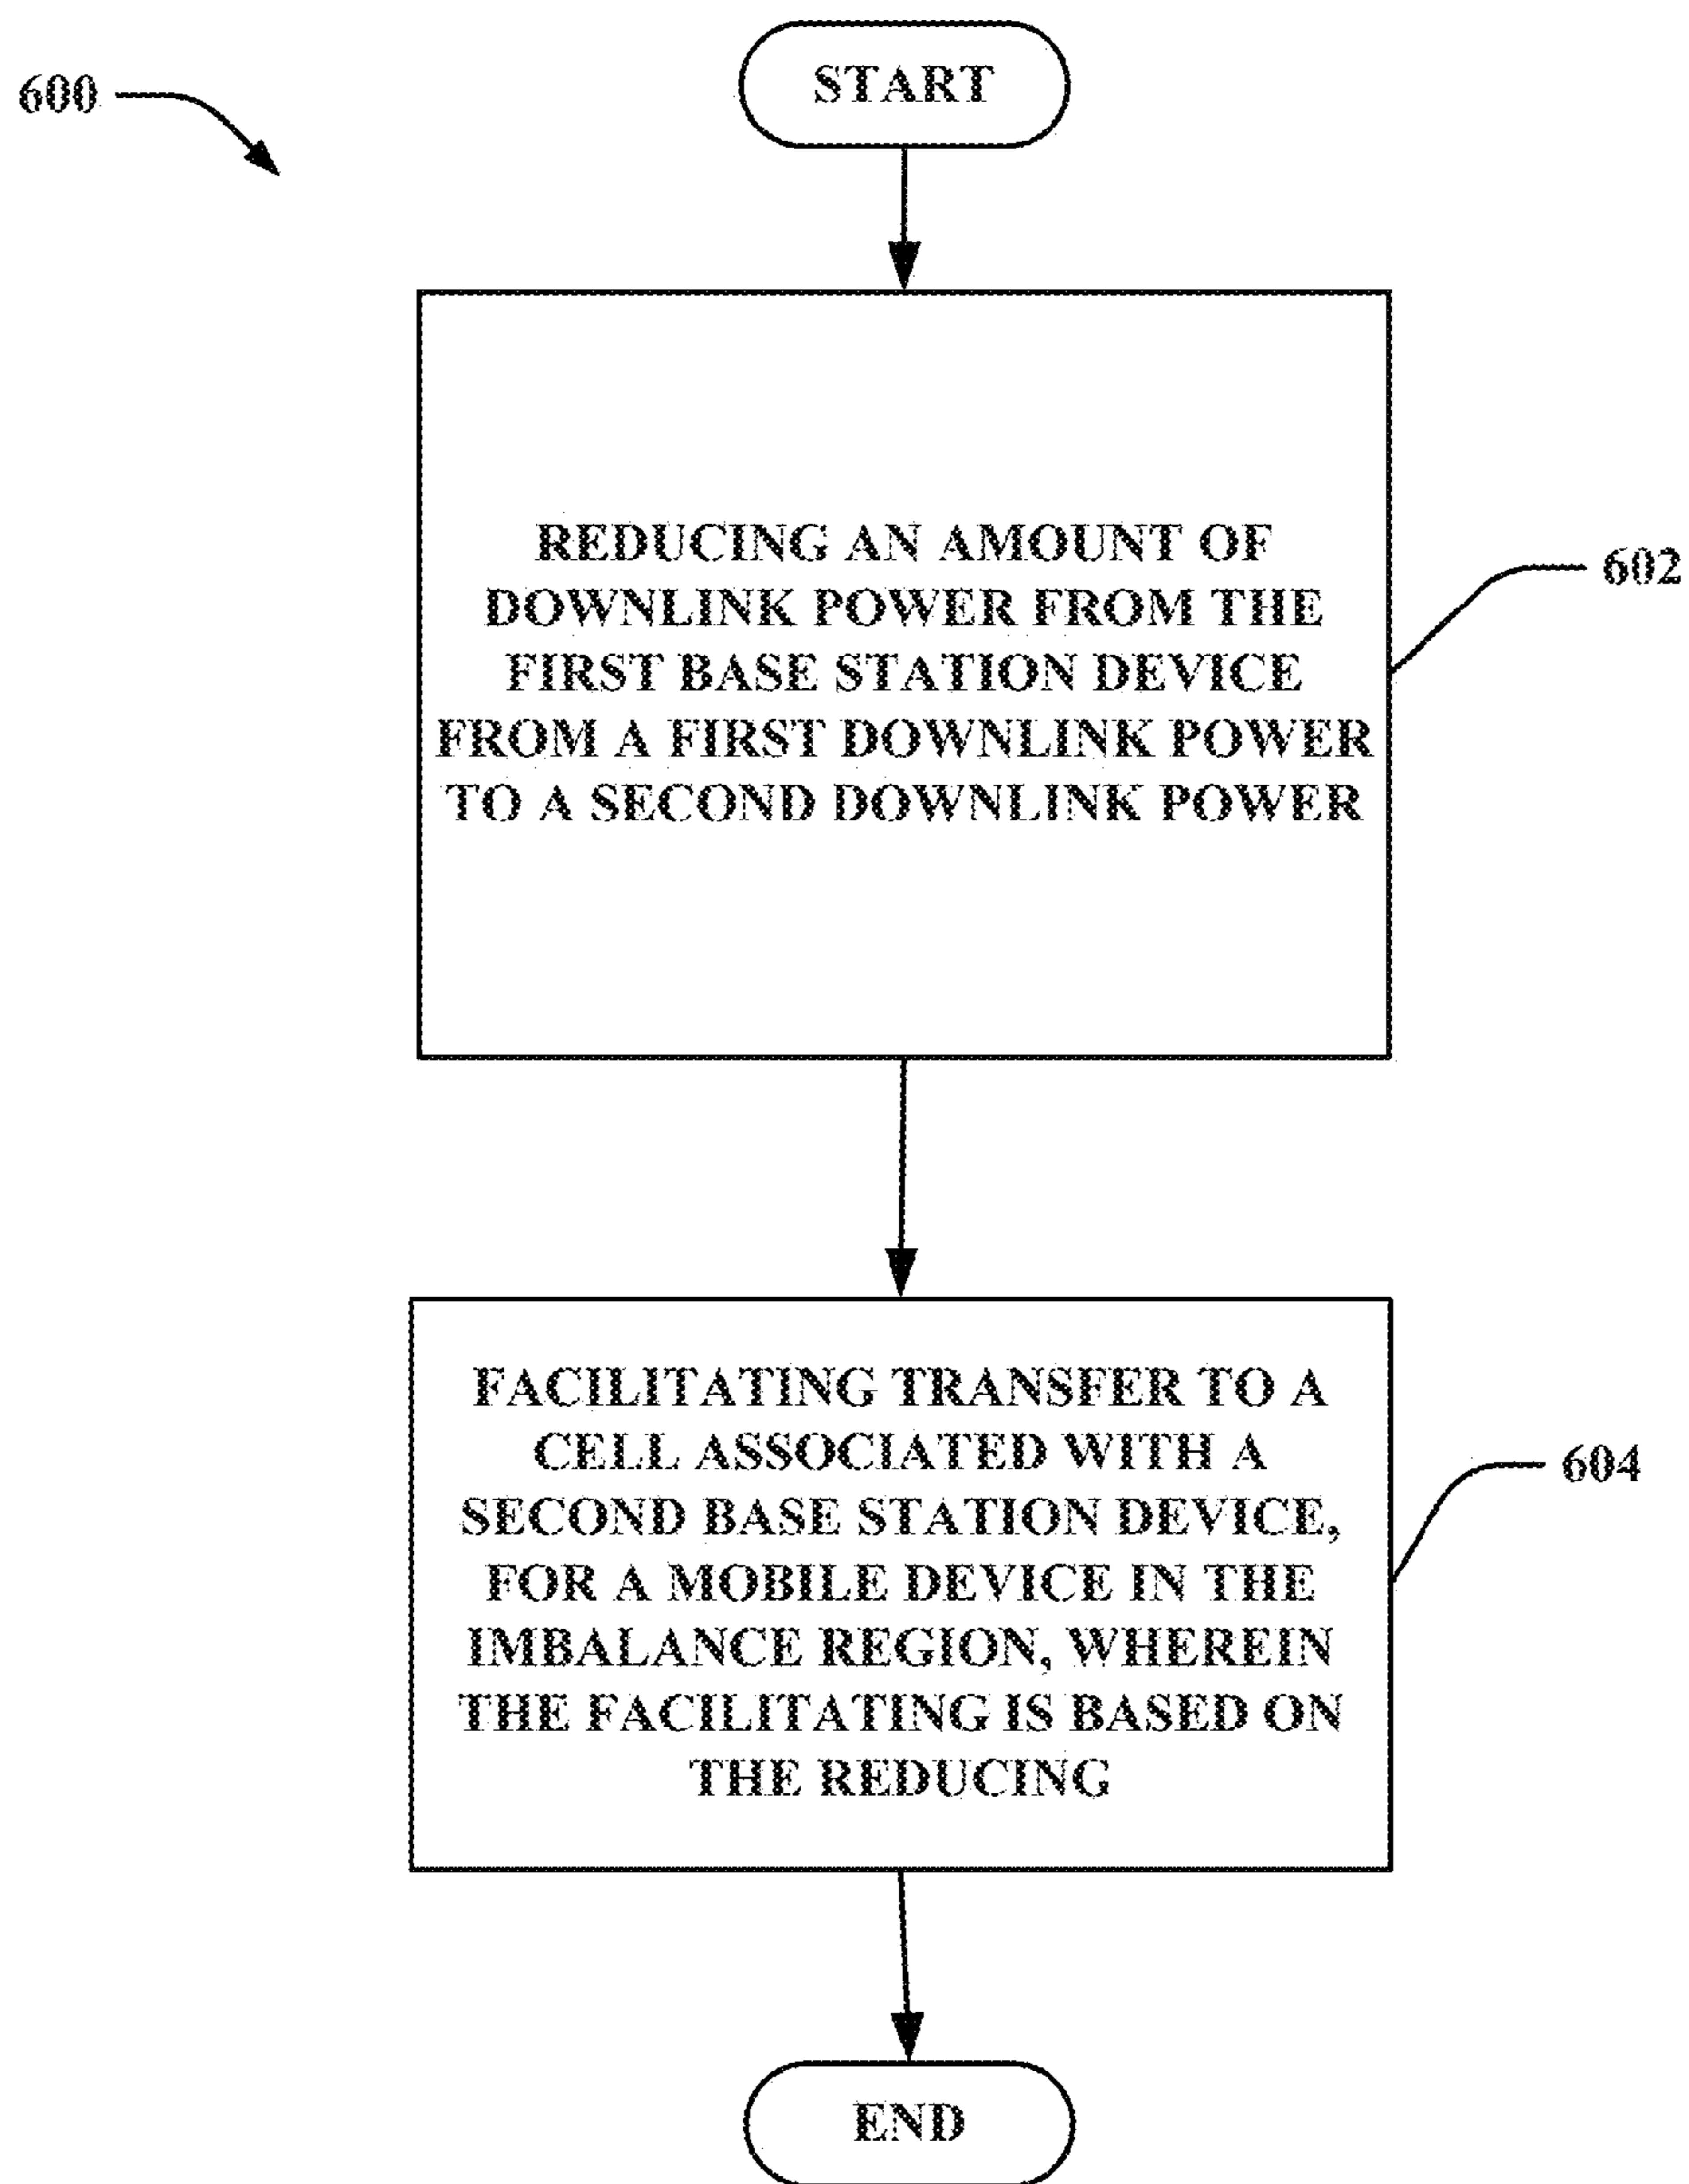 600
START
REDUCING AN AMOUNT OF
DOWNLINK POWER FROM THE
FIRST BASE STATION DEVICE
FROM A FIRST DOWNLINK POWER
TO A SECOND DOWNLINK POWER
602
FACILITATING TRANSFER TO A
CELL ASSOCIATED WITH A
SECOND BASE STATION DEVICE,
FOR A MOBILE DEVICE IN THE
IMBALANCE REGION, WHEREIN
THE FACILITATING IS BASED ON
THE REDUCING
604
END